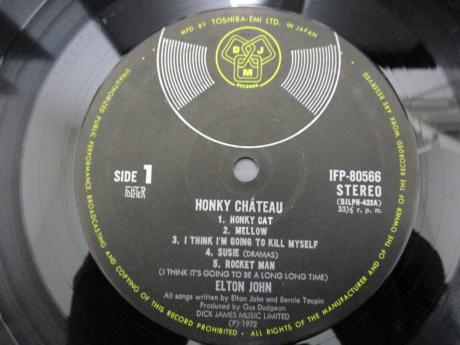 MFD. BY TOSHIBA-EMI LTD. IN JAPAN
D J
M
RECORDS
SIDE 1
IFP-80566
STEREO
(DJLPH-423A)
33⅓ r. p. m.
HONKY CHÂTEAU
1. HONKY CAT
2. MELLOW
3. I THINK I'M GOING TO KILL MYSELF
4. SUSIE (DRAMAS)
5. ROCKET MAN
(I THINK IT'S GOING TO BE A LONG LONG TIME)
ELTON JOHN
All songs written by Elton John and Bernie Taupin
Produced by Gus Dudgeon
DICK JAMES MUSIC LIMITED
(P) 1972
UNAUTHORIZED PUBLIC PERFORMANCE, BROADCASTING AND COPYING OF THIS RECORD PROHIBITED • ALL RIGHTS OF THE MANUFACTURER AND OF THE OWNER OF THE RECORDED WORK RESERVED.